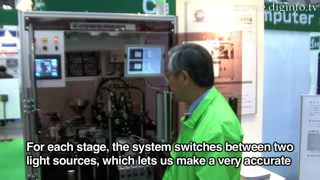 www.diginfo.tv
omputer
For each stage, the system switches between two
light sources, which lets us make a very accurate